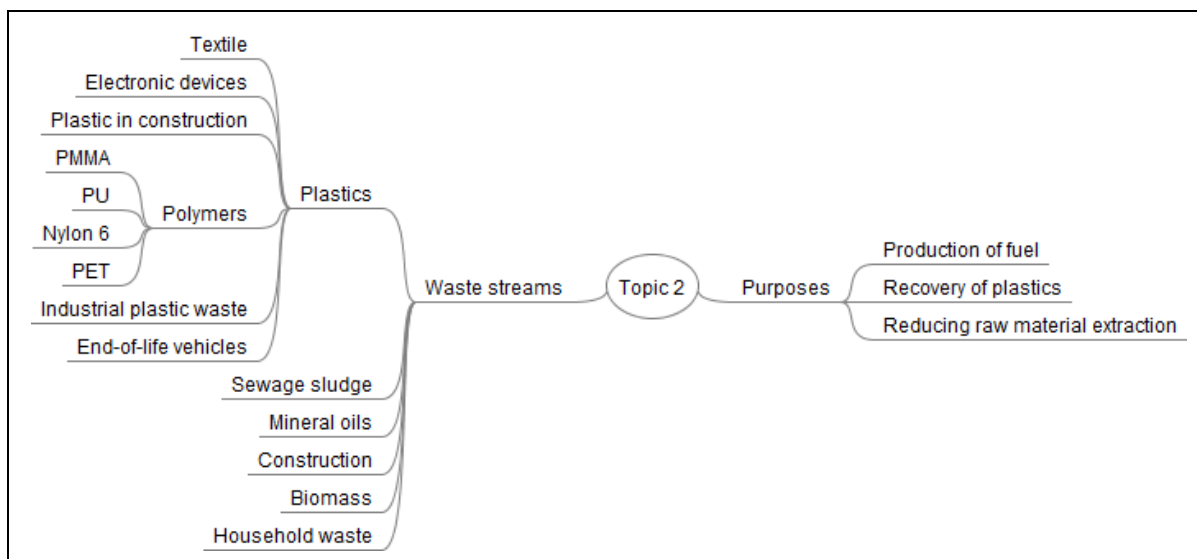 Textile
Electronic devices
Plastic in construction
PMMA
PU
Nylon 6
PET
Polymers
Industrial plastic waste
End-of-life vehicles
Plastics
Sewage sludge
Mineral oils
Construction
Biomass
Household waste
Waste streams
Topic 2
Purposes
Production of fuel
Recovery of plastics
Reducing raw material extraction